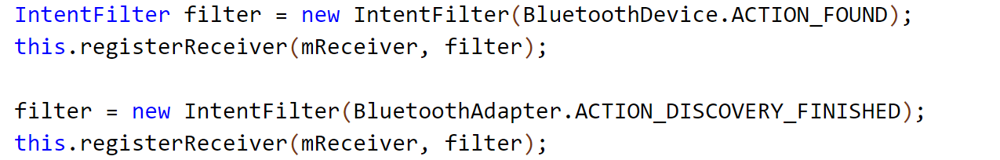 IntentFilter filter = new IntentFilter(BluetoothDevice.ACTION_FOUND);
this.registerReceiver(mReceiver, filter);
filter = new IntentFilter(BluetoothAdapter.ACTION_DISCOVERY_FINISHED);
this.registerReceiver(mReceiver, filter);